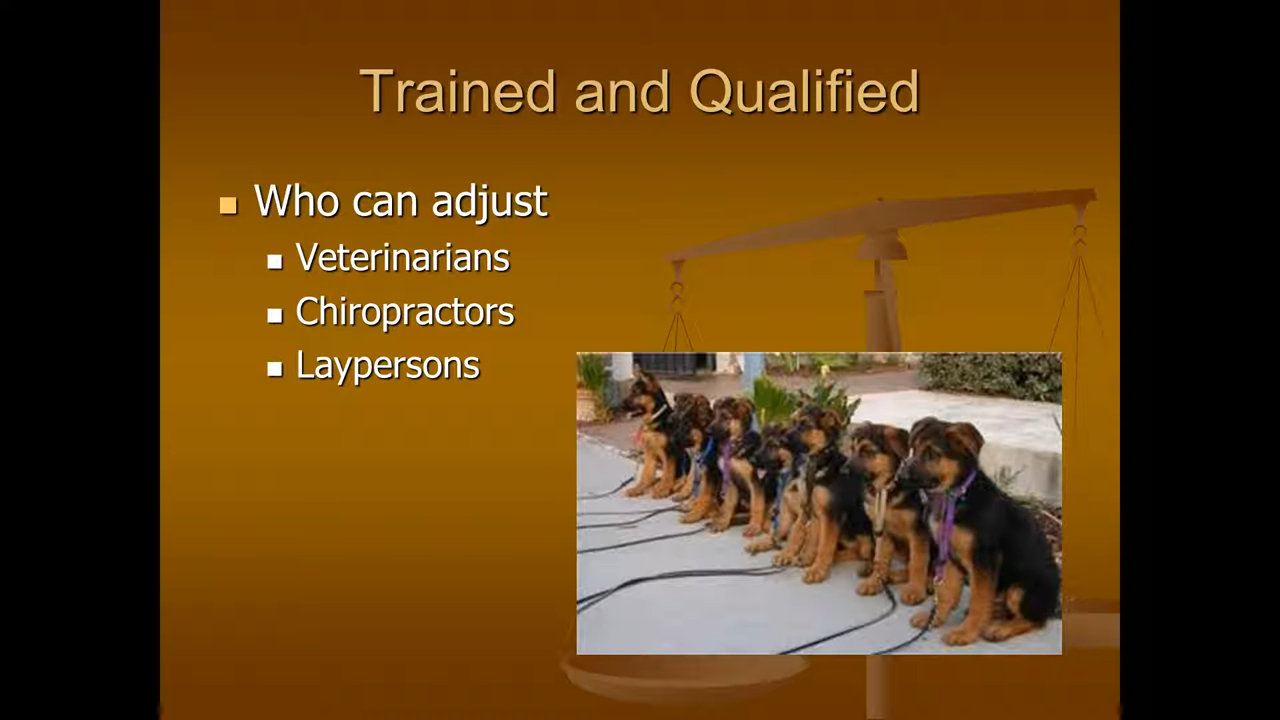 Trained and Qualified
Who can adjust
Veterinarians
Chiropractors
Laypersons